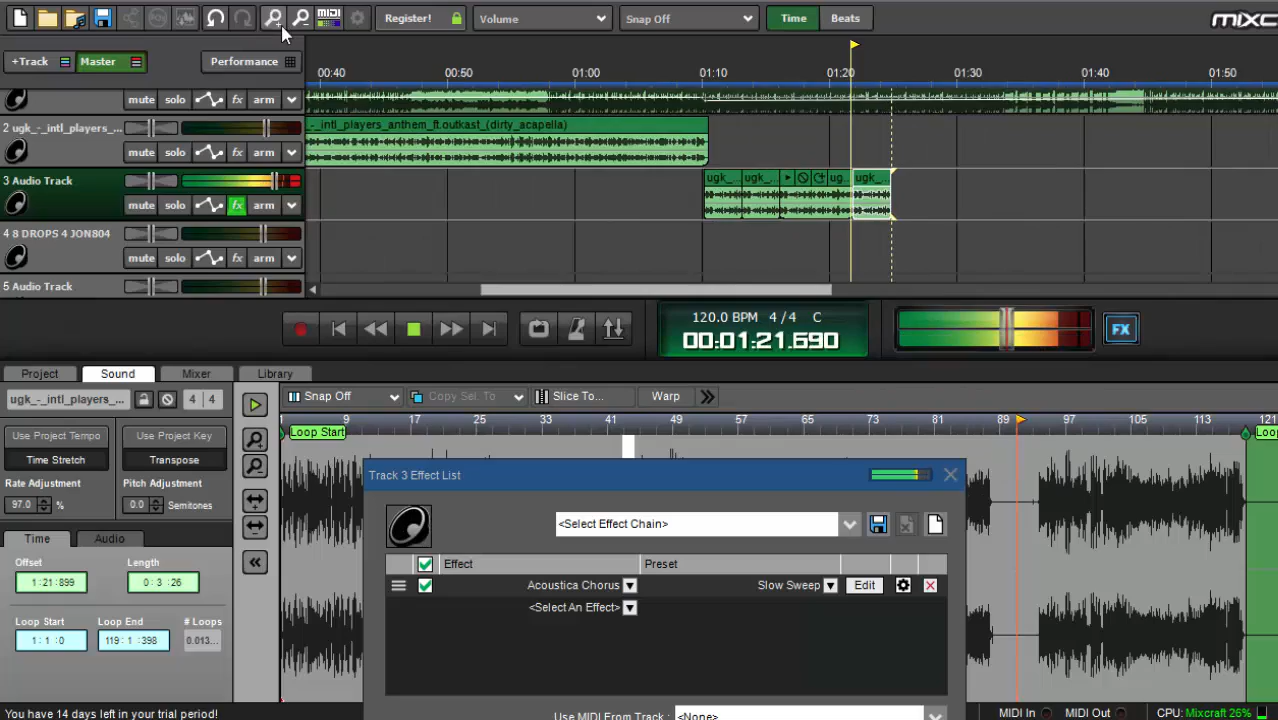 MIDI Register! Volume Snap Off Time Beats mixc
+Track Master Performance 00:40 00:50 01:00 01:10 01:20 01:30 01:40 01:50
mute solo fx arm
2 ugk_-_intl_players_... _-_intl_players_anthem_ft.outkast_(dirty_acapella)
mute solo fx arm
3 Audio Track ugk_... ugk_... ug... ugk_...
mute solo fx arm
4 8 DROPS 4 JON804
mute solo fx arm
5 Audio Track
120.0 BPM 4 / 4 C
00:01:21.690 FX
Project Sound Mixer Library
ugk_-_intl_players_... 4 4 Snap Off Copy Sel. To Slice To... Warp
Use Project Tempo Use Project Key 9 17 25 33 41 49 57 65 73 81 89 97 105 113 121
Time Stretch Transpose Loop Start
Rate Adjustment Pitch Adjustment Track 3 Effect List
97.0 % 0.0 Semitones
<Select Effect Chain>
Time Audio
Offset Length Effect Preset
1:21:899 0: 3 :26 Acoustica Chorus Slow Sweep Edit
<Select An Effect>
Loop Start Loop End # Loops
1: 1 :0 119: 1 :398 0.013...
Use MIDI From Track : <None>
You have 14 days left in your trial period! MIDI In MIDI Out CPU: Mixcraft 26%